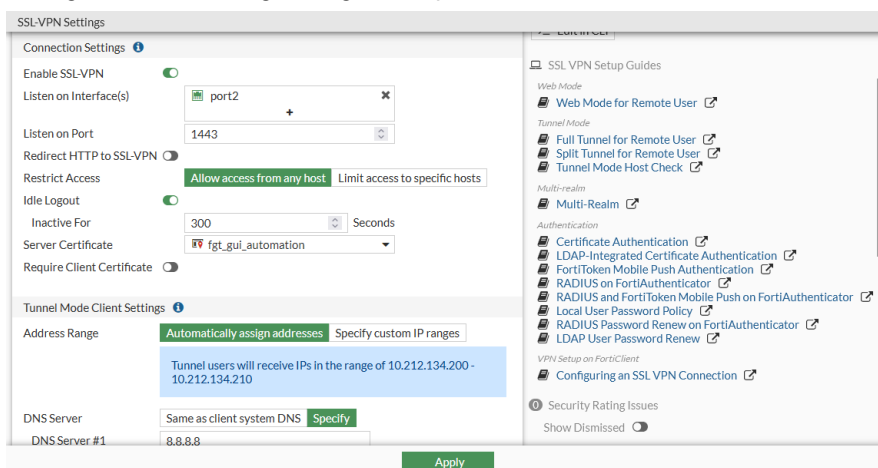 SSL-VPN Settings
Connection Settings
Enable SSL-VPN
Listen on Interface(s)
port2
+
Listen on Port
1443
Redirect HTTP to SSL-VPN
Restrict Access
Allow access from any host Limit access to specific hosts
Idle Logout
Inactive For
300 Seconds
Server Certificate
fgt_gui_automation
Require Client Certificate
Tunnel Mode Client Settings
Address Range
Automatically assign addresses Specify custom IP ranges
Tunnel users will receive IPs in the range of 10.212.134.200 -
10.212.134.210
DNS Server
Same as client system DNS Specify
DNS Server #1
8.8.8.8
Apply
Edit in CLI
SSL VPN Setup Guides
Web Mode
Web Mode for Remote User
Tunnel Mode
Full Tunnel for Remote User
Split Tunnel for Remote User
Tunnel Mode Host Check
Multi-realm
Multi-Realm
Authentication
Certificate Authentication
LDAP-Integrated Certificate Authentication
FortiToken Mobile Push Authentication
RADIUS on FortiAuthenticator
RADIUS and FortiToken Mobile Push on FortiAuthenticator
Local User Password Policy
RADIUS Password Renew on FortiAuthenticator
LDAP User Password Renew
VPN Setup on FortiClient
Configuring an SSL VPN Connection
0 Security Rating Issues
Show Dismissed